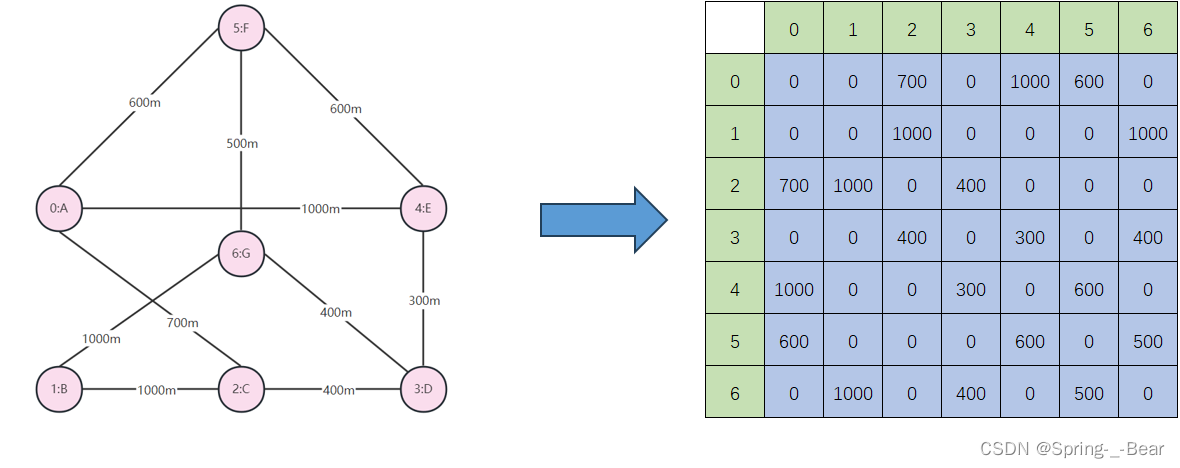 5:F
600m
600m
500m
0:A
1000m
4:E
6:G
300m
400m
700m
1000m
1:B
1000m
2:C
400m
3:D
0 1 2 3 4 5 6
0 0 0 700 0 1000 600 0
1 0 0 1000 0 0 0 1000
2 700 1000 0 400 0 0 0
3 0 0 400 0 300 0 400
4 1000 0 0 300 0 600 0
5 600 0 0 0 600 0 500
6 0 1000 0 400 0 500 0
CSDN @Spring-_-Bear